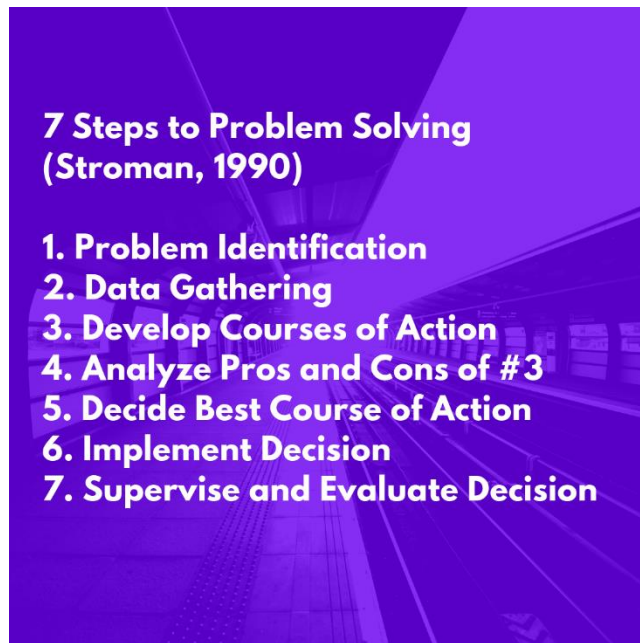 7 Steps to Problem Solving
(Stroman, 1990)
1. Problem Identification
2. Data Gathering
3. Develop Courses of Action
4. Analyze Pros and Cons of #3
5. Decide Best Course of Action
6. Implement Decision
7. Supervise and Evaluate Decision